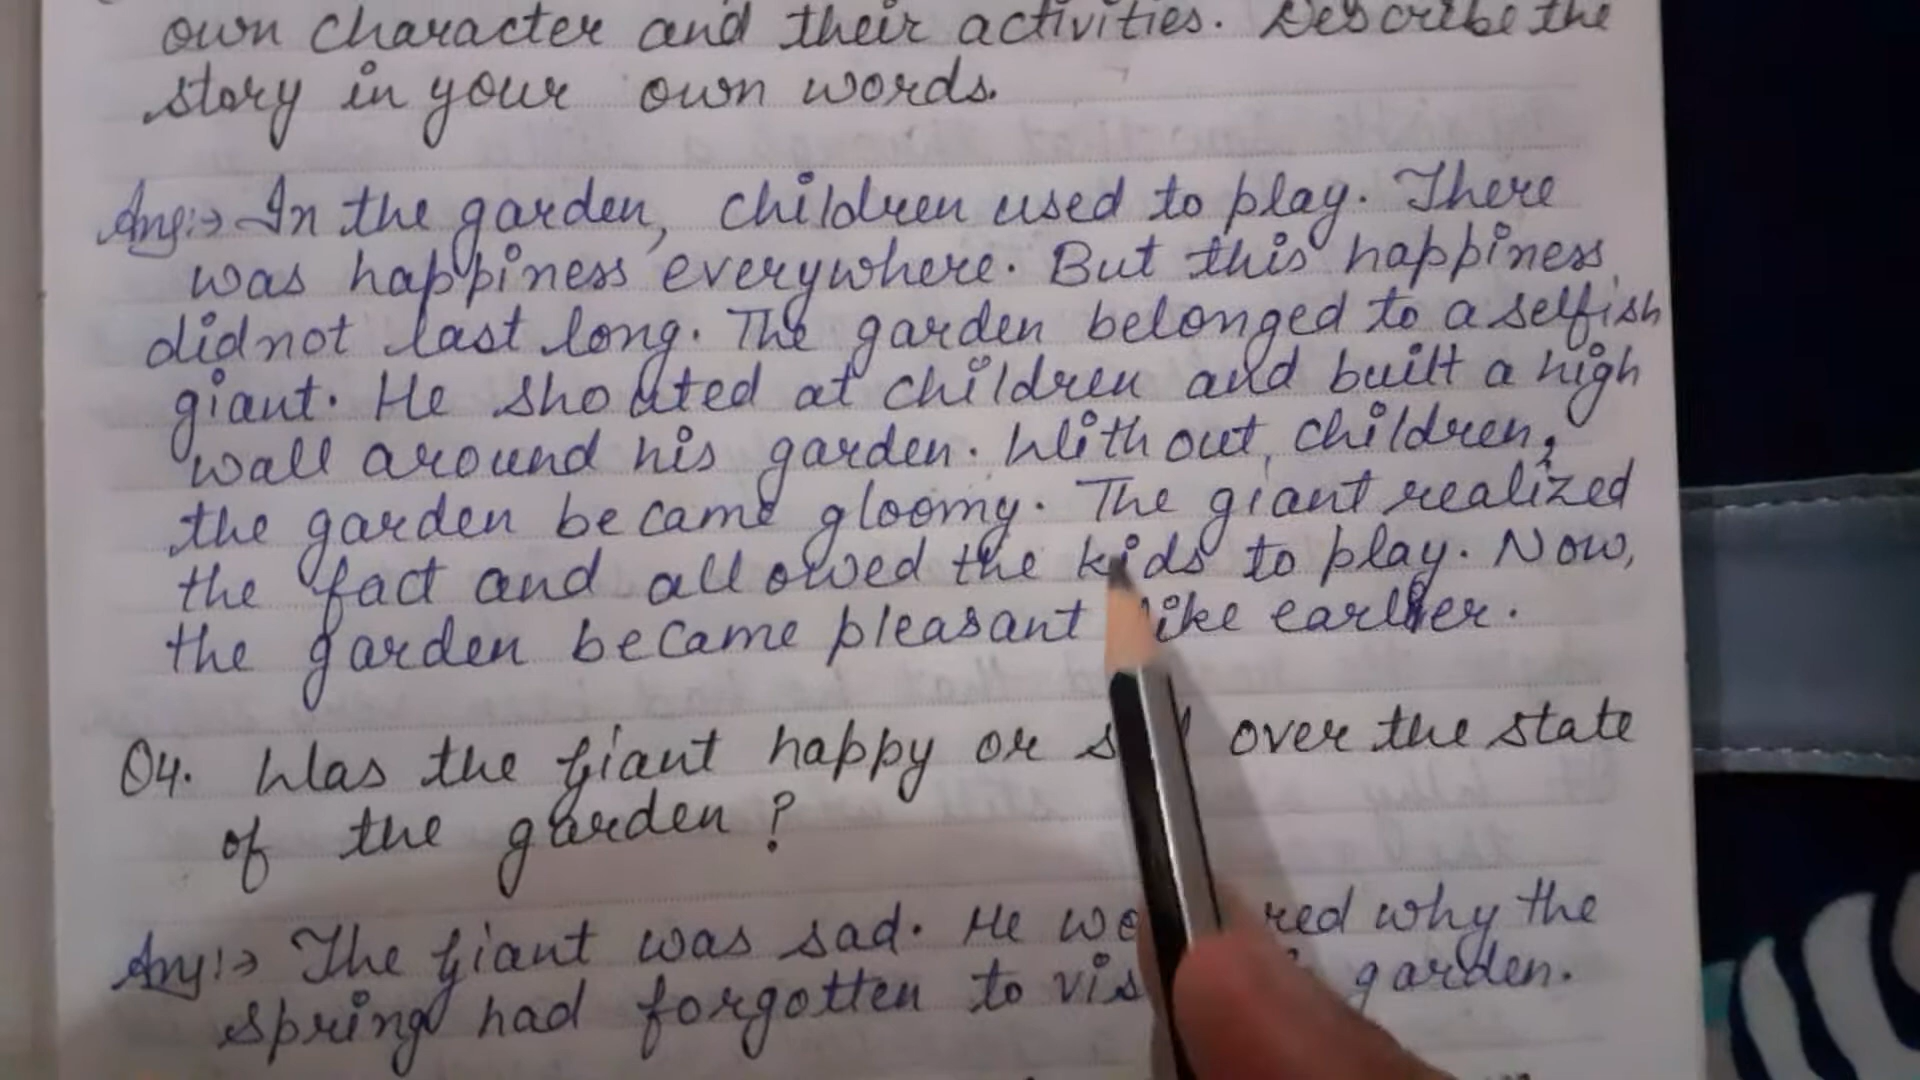 own character and their activities. Describe the
story in your own words.
Ans:→ In the garden, children used to play. There
was happiness everywhere. But this happiness
didnot last long. The garden belonged to a selfish
giant. He shouted at children and built a high
wall around his garden. Without, children,
the garden became gloomy. The giant realized
the fact and allowed the kids to play. Now,
the garden became pleasant like earlier.
Q4. Was the Giant happy or over the state
of the garden?
Ans:→ The Giant was sad. He why the
spring had forgotten to garden.